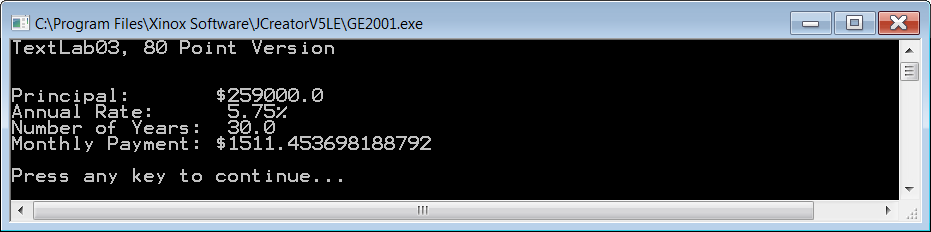 C:\Program Files\Xinox Software\JCreatorV5LE\GE2001.exe
TextLab03, 80 Point Version
Principal: $259000.0
Annual Rate: 5.75%
Number of Years: 30.0
Monthly Payment: $1511.453698188792
Press any key to continue...